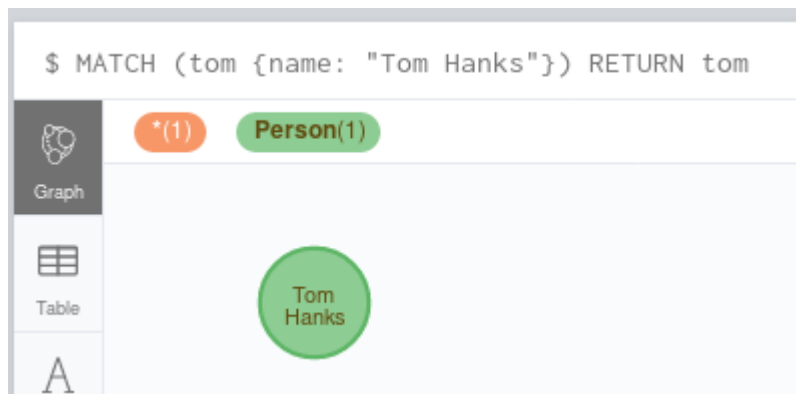 $ MATCH (tom {name: "Tom Hanks"}) RETURN tom
*(1) Person(1)
Graph
Tom
Hanks
Table
A